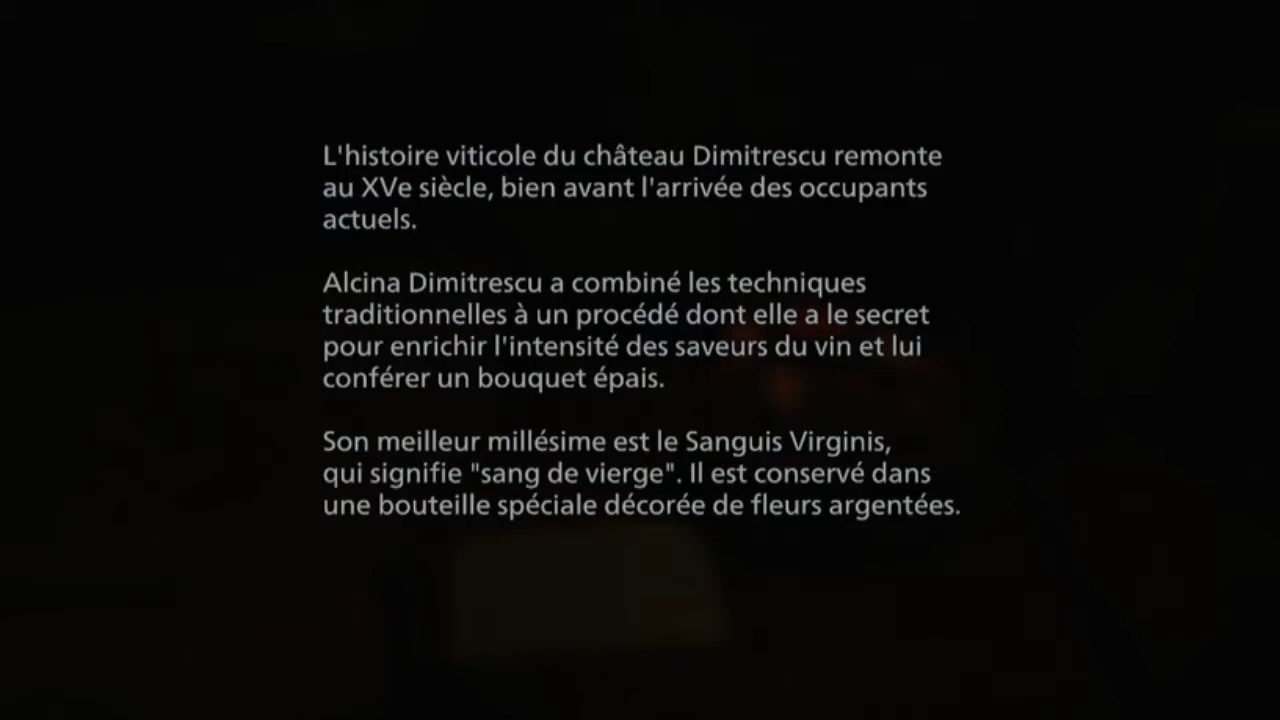 L'histoire viticole du château Dimitrescu remonte
au XVe siècle, bien avant l'arrivée des occupants
actuels.
Alcina Dimitrescu a combiné les techniques
traditionnelles à un procédé dont elle a le secret
pour enrichir l'intensité des saveurs du vin et lui
conférer un bouquet épais.
Son meilleur millésime est le Sanguis Virginis,
qui signifie "sang de vierge". Il est conservé dans
une bouteille spéciale décorée de fleurs argentées.